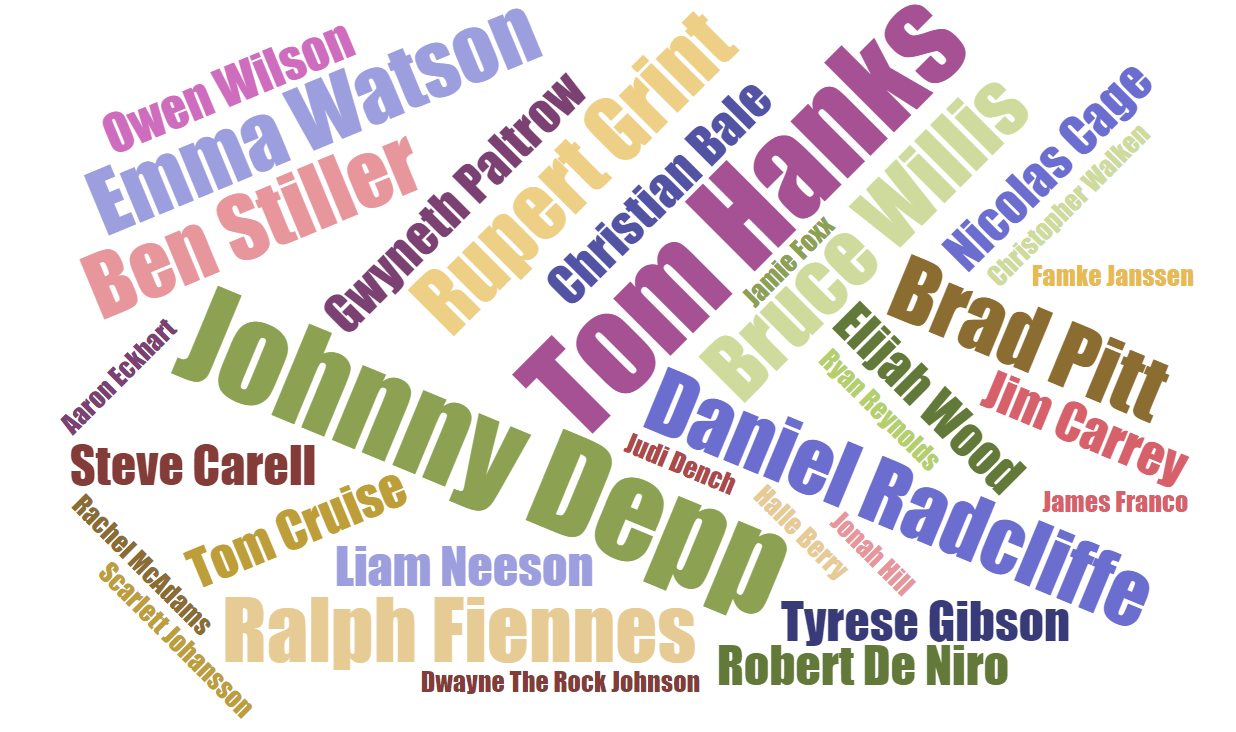 Owen Wilson
Emma Watson
Ben Stiller
Gwyneth Paltrow
Rupert Grint
Christian Bale
Tom Hanks
Jamie Foxx
Bruce Willis
Nicolas Cage
Christopher Walken
Famke Janssen
Brad Pitt
Elijah Wood
Ryan Reynolds
Jim Carrey
James Franco
Aaron Eckhart
Johnny Depp
Daniel Radcliffe
Judi Dench
Halle Berry
Jonah Hill
Steve Carell
Tom Cruise
Rachel McAdams
Scarlett Johansson
Liam Neeson
Ralph Fiennes
Tyrese Gibson
Robert De Niro
Dwayne The Rock Johnson